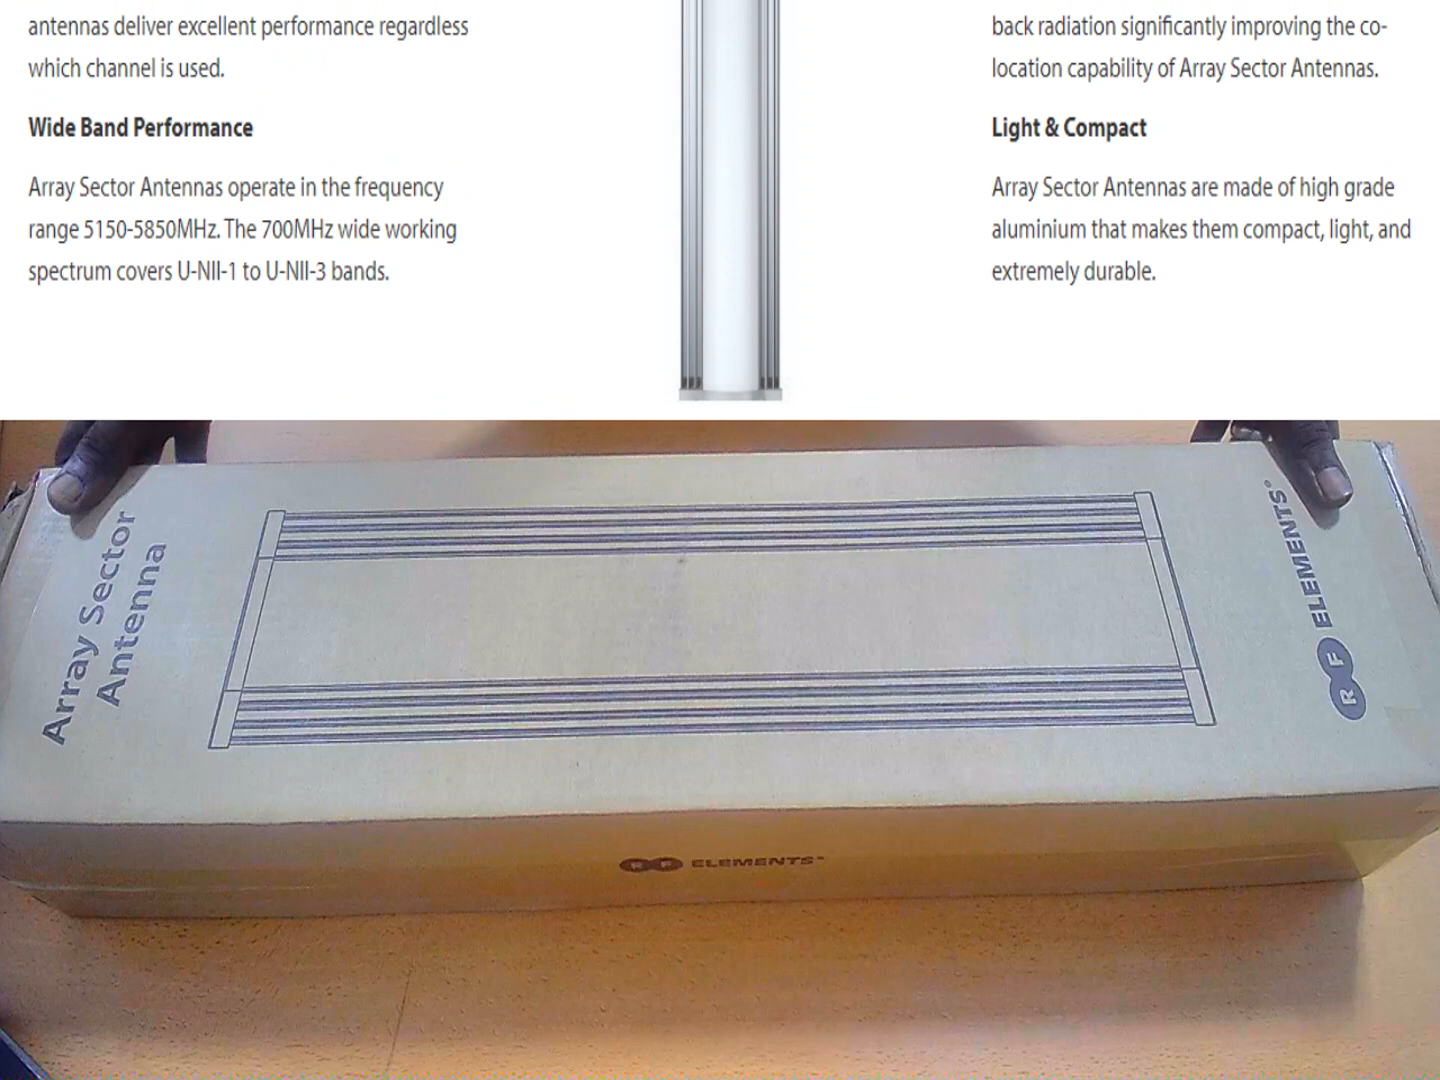 antennas deliver excellent performance regardless
which channel is used.
Wide Band Performance
Array Sector Antennas operate in the frequency
range 5150-5850MHz. The 700MHz wide working
spectrum covers U-NII-1 to U-NII-3 bands.
back radiation significantly improving the co-
location capability of Array Sector Antennas.
Light & Compact
Array Sector Antennas are made of high grade
aluminium that makes them compact, light, and
extremely durable.
Array Sector
Antenna
RF ELEMENTS®
RF ELEMENTS™